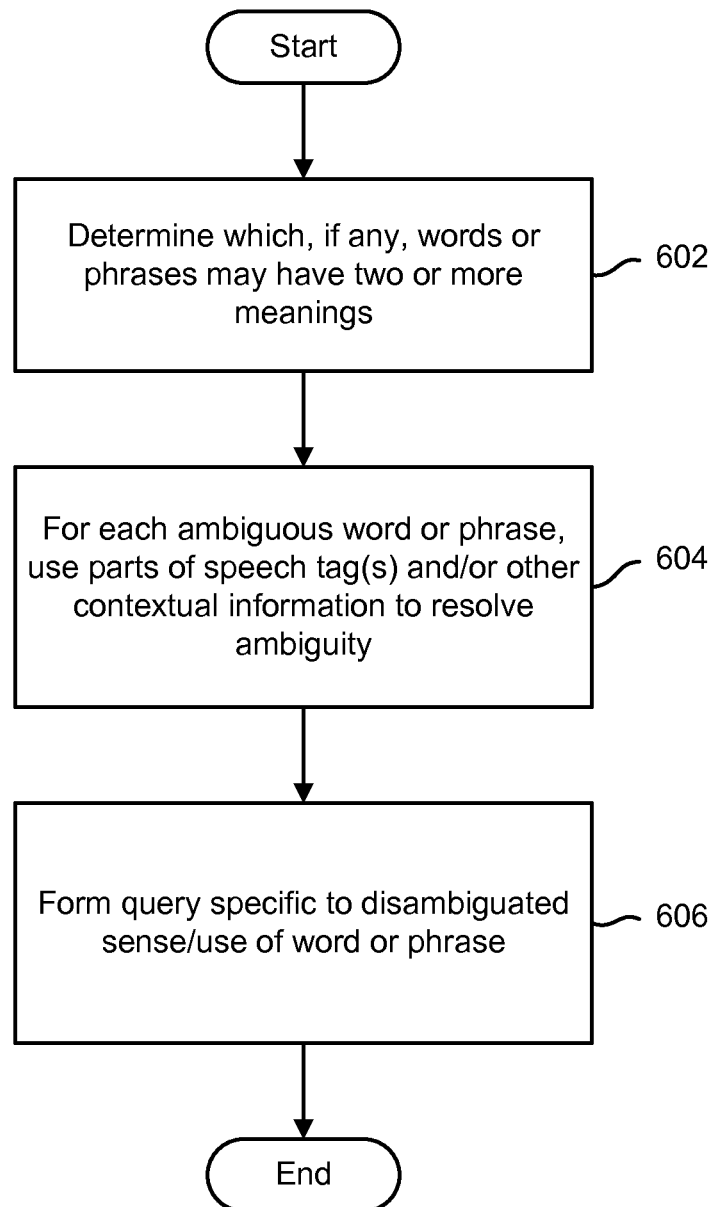 Start
Determine which, if any, words or
phrases may have two or more
meanings
602
For each ambiguous word or phrase,
use parts of speech tag(s) and/or other
contextual information to resolve
ambiguity
604
Form query specific to disambiguated
sense/use of word or phrase
606
End